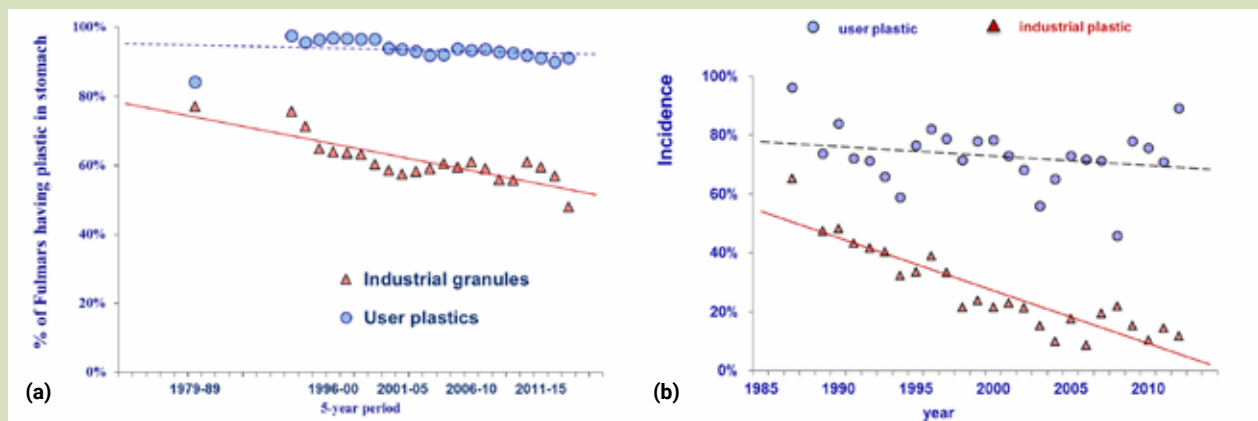 100%
80%
60%
40%
20%
0%
% of Fulmars having plastic in stomach
Industrial granules
User plastics
1979-89 1996-00 2001-05 2006-10 2011-15
5-year period
(a)
user plastic industrial plastic
100%
80%
60%
40%
20%
0%
Incidence
1985 1990 1995 2000 2005 2010
year
(b)